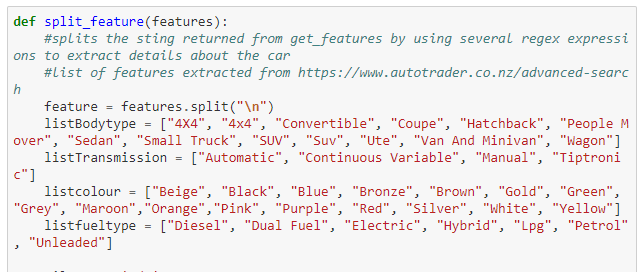 def split_feature(features):
    #splits the sting returned from get_features by using several regex expressi
ons to extract details about the car
    #list of features extracted from https://www.autotrader.co.nz/advanced-searc
h
    feature = features.split("\n")
    listBodytype = ["4X4", "4x4", "Convertible", "Coupe", "Hatchback", "People M
over", "Sedan", "Small Truck", "SUV", "Suv", "Ute", "Van And Minivan", "Wagon"]
    listTransmission = ["Automatic", "Continuous Variable", "Manual", "Tiptroni
c"]
    listcolour = ["Beige", "Black", "Blue", "Bronze", "Brown", "Gold", "Green", 
"Grey", "Maroon","Orange","Pink", "Purple", "Red", "Silver", "White", "Yellow"]
    listfueltype = ["Diesel", "Dual Fuel", "Electric", "Hybrid", "Lpg", "Petrol"
, "Unleaded"]